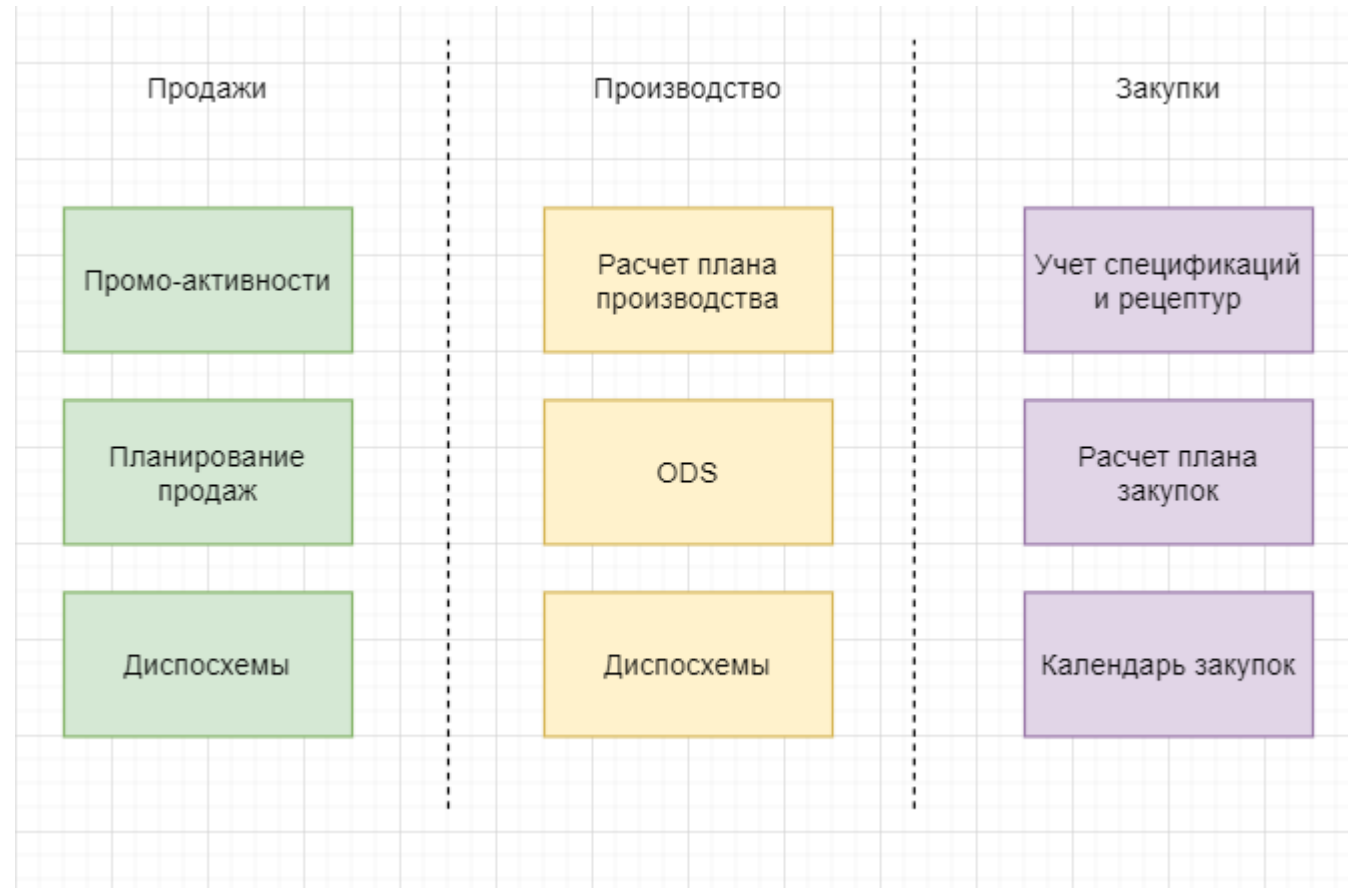 Продажи
Производство
Закупки
Промо-активности
Расчет плана
производства
Учет спецификаций
и рецептур
Планирование
продаж
ODS
Расчет плана
закупок
Диспосхемы
Диспосхемы
Календарь закупок